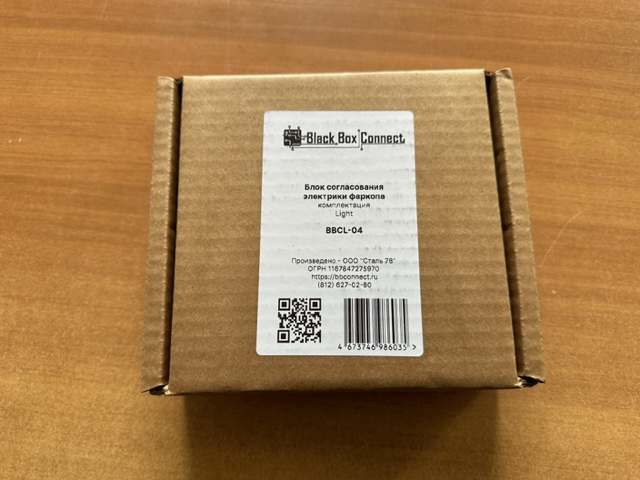 Black Box Connect
Блок согласования
электрики фаркопа
комплектация
Light
BBCL-04
Произведено - ООО "Сталь 78"
ОГРН 1167847275970
https://bbconnect.ru
(812) 627-02-80
4 673746 986035 >